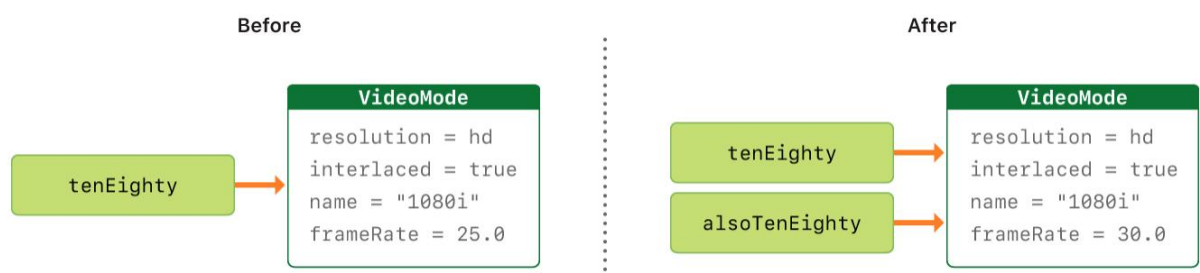 Before
VideoMode
resolution = hd
interlaced = true
name = "1080i"
frameRate = 25.0
tenEighty
After
VideoMode
resolution = hd
interlaced = true
name = "1080i"
frameRate = 30.0
tenEighty
alsoTenEighty